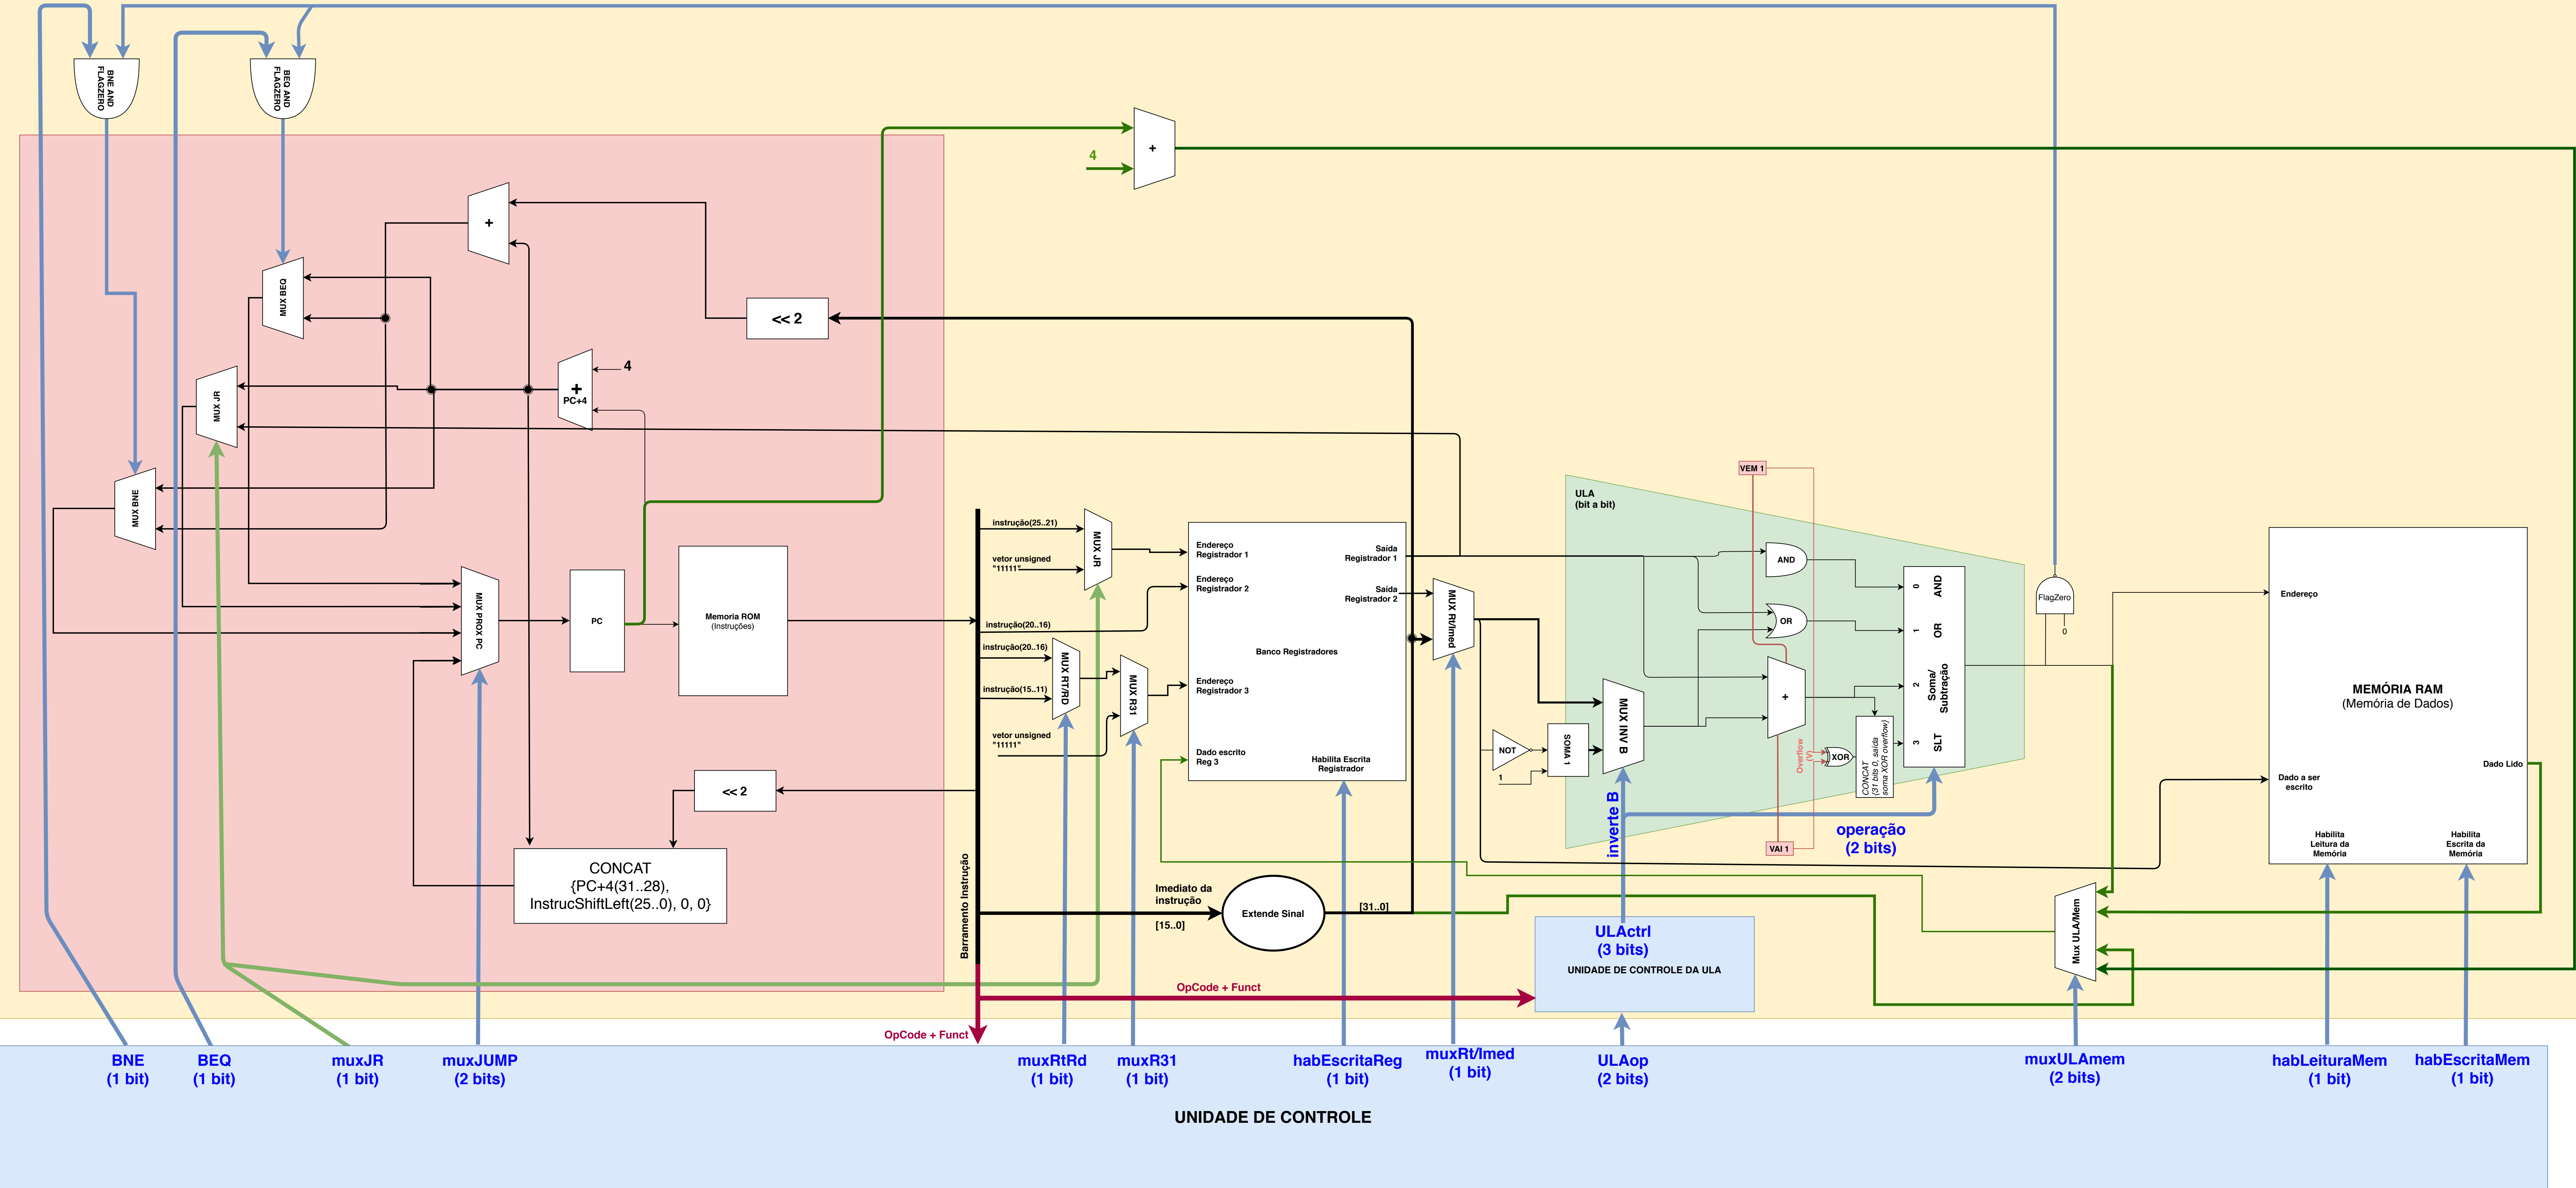 BNE AND
FLAGZERO
BEQ AND
FLAGZERO
+
4
+
MUX BEQ
<< 2
4
+
PC+4
MUX JR
MUX BNE
MUX PROX PC
PC
Memoria ROM
(Instruções)
<< 2
CONCAT
{PC+4(31..28),
InstrucShiftLeft(25..0), 0, 0}
Barramento Instrução
instrução(25..21)
vetor unsigned
"11111"
MUX JR
instrução(20..16)
instrução(20..16)
instrução(15..11)
MUX RT/RD
vetor unsigned
"11111"
MUX R31
Endereço
Registrador 1
Endereço
Registrador 2
Endereço
Registrador 3
Dado escrito
Reg 3
Saída
Registrador 1
Saída
Registrador 2
Banco Registradores
Habilita Escrita
Registrador
MUX Rt/Imed
Imediato da
instrução
[15..0]
Extende Sinal
[31..0]
NOT
1
SOMA 1
MUX INV B
ULA
(bit a bit)
VEM 1
AND
OR
+
VAI 1
Overflow
(V)
XOR
CONCAT
{31 bits 0, saída
soma XOR overflow}
0
AND
1
OR
2
Soma/
Subtração
3
SLT
inverte B
operação
(2 bits)
FlagZero
0
Endereço
MEMÓRIA RAM
(Memória de Dados)
Dado Lido
Dado a ser
escrito
Habilita
Leitura da
Memória
Habilita
Escrita da
Memória
Mux ULA/Mem
ULActrl
(3 bits)
UNIDADE DE CONTROLE DA ULA
OpCode + Funct
OpCode + Funct
BNE
(1 bit)
BEQ
(1 bit)
muxJR
(1 bit)
muxJUMP
(2 bits)
muxRtRd
(1 bit)
muxR31
(1 bit)
habEscritaReg
(1 bit)
muxRt/Imed
(1 bit)
ULAop
(2 bits)
muxULAmem
(2 bits)
habLeituraMem
(1 bit)
habEscritaMem
(1 bit)
UNIDADE DE CONTROLE